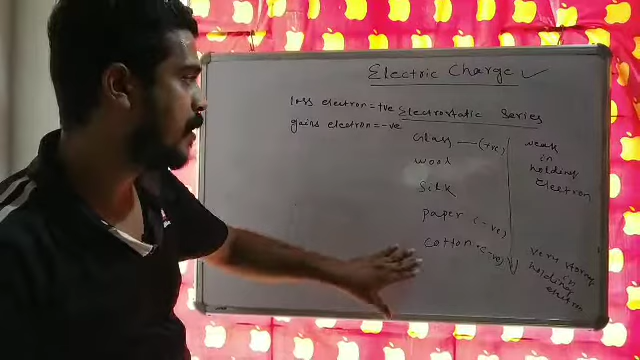 Electric Charge ✓
loss electron = +ve
gains electron = -ve
Electrostatic Series
Glass — (+ve)
wool
Silk
paper (-ve)
Cotton (-ve)
weak
in
holding
electron
very strong
in
holding
electron